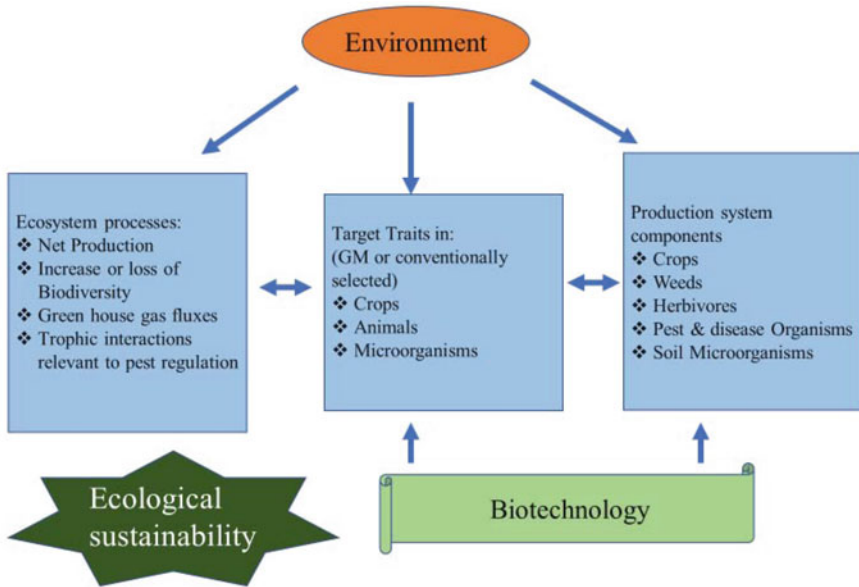 Environment
Ecosystem processes:
❖ Net Production
❖ Increase or loss of
Biodiversity
❖ Green house gas fluxes
❖ Trophic interactions
relevant to pest regulation
Target Traits in:
(GM or conventionally
selected)
❖ Crops
❖ Animals
❖ Microorganisms
Production system
components
❖ Crops
❖ Weeds
❖ Herbivores
❖ Pest & disease Organisms
❖ Soil Microorganisms
Ecological
sustainability
Biotechnology